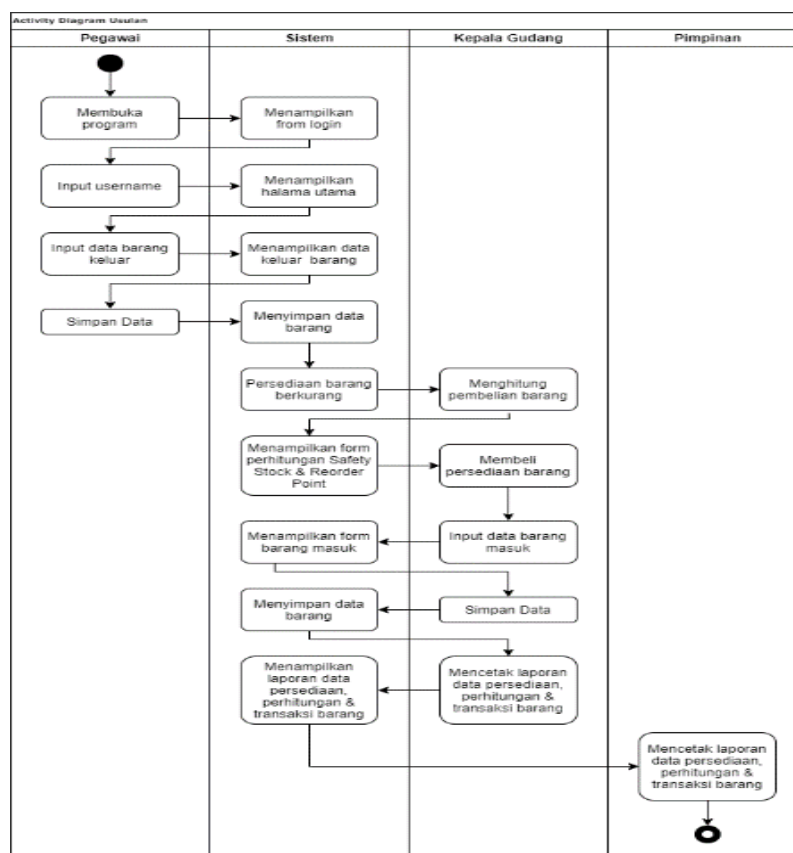 Activity Diagram Usulan
Pegawai
Sistem
Kepala Gudang
Pimpinan
Membuka
program
Menampilkan
from login
Input username
Menampilkan
halama utama
Input data barang
keluar
Menampilkan data
keluar barang
Simpan Data
Menyimpan data
barang
Persediaan barang
berkurang
Menghitung
pembelian barang
Menampilkan form
perhitungan Safety
Stock & Reorder
Point
Membeli
persediaan barang
Menampilkan form
barang masuk
Input data barang
masuk
Simpan Data
Menyimpan data
barang
Menampilkan
laporan data
persediaan,
perhitungan &
transaksi barang
Mencetak laporan
data persediaan,
perhitungan &
transaksi barang
Mencetak laporan
data persediaan,
perhitungan &
transaksi barang